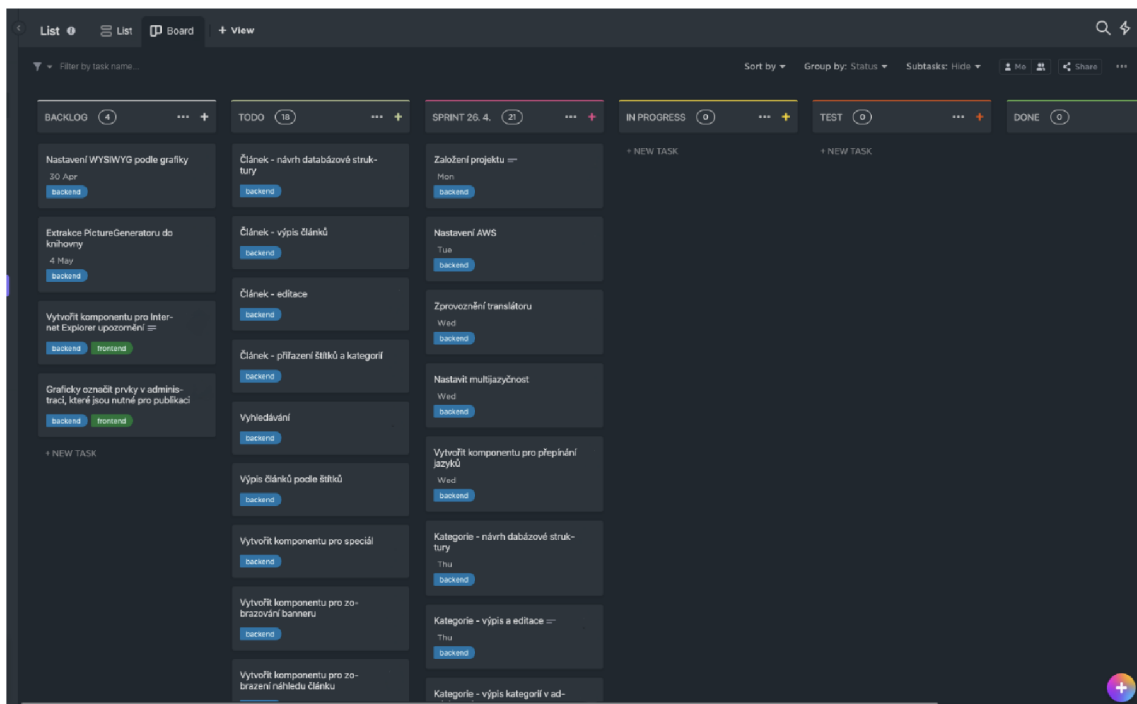 List
List
Board
+ View
Filter by task name...
Sort by
Group by: Status
Subtasks: Hide
Me
Share
BACKLOG 4
Nastavení WYSIWYG podle grafiky
30 Apr
backend
Extrakce PictureGeneratoru do
knihovny
4 May
backend
Vytvořit komponentu pro Inter-
net Explorer upozornění
backend frontend
Graficky označit prvky v adminis-
traci, které jsou nutné pro publikaci
backend frontend
+ NEW TASK
TODO 18
Článek - návrh databázové struk-
tury
backend
Článek - výpis článků
backend
Článek - editace
backend
Článek - přiřazení štítků a kategorií
backend
Vyhledávání
backend
Výpis článků podle štítků
backend
Vytvořit komponentu pro speciál
backend
Vytvořit komponentu pro zo-
brazování banneru
backend
Vytvořit komponentu pro zo-
brazení náhledu článku
SPRINT 26. 4. 21
Založení projektu
Mon
backend
Nastavení AWS
Tue
backend
Zprovoznění translátoru
Wed
backend
Nastavit multijazyčnost
Wed
backend
Vytvořit komponentu pro přepínání
jazyků
Wed
backend
Kategorie - návrh dabázové struk-
tury
Thu
backend
Kategorie - výpis a editace
Thu
backend
Kategorie - výpis kategorií v ad-
IN PROGRESS 0
+ NEW TASK
TEST 0
+ NEW TASK
DONE 0